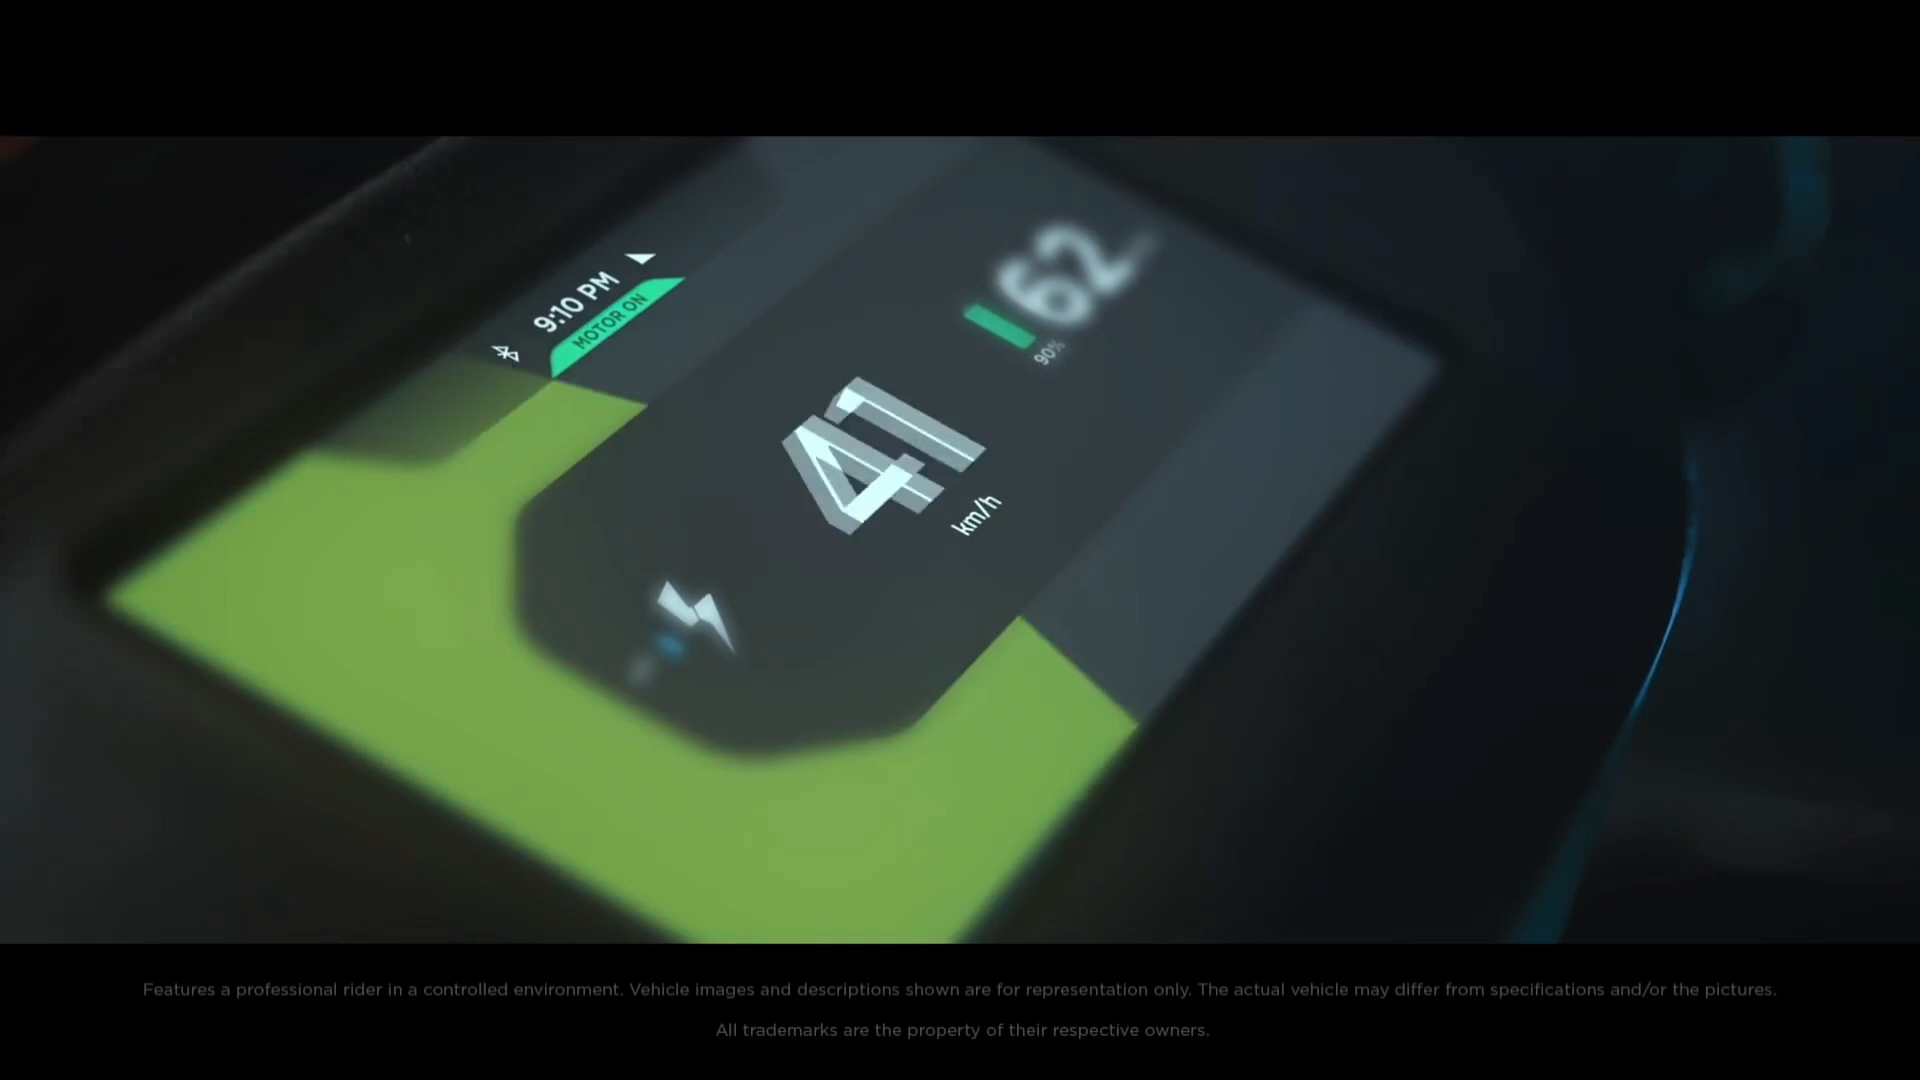 9:10 PM
MOTOR ON
62
90%
41
km/h
Features a professional rider in a controlled environment. Vehicle images and descriptions shown are for representation only. The actual vehicle may differ from specifications and/or the pictures.
All trademarks are the property of their respective owners.